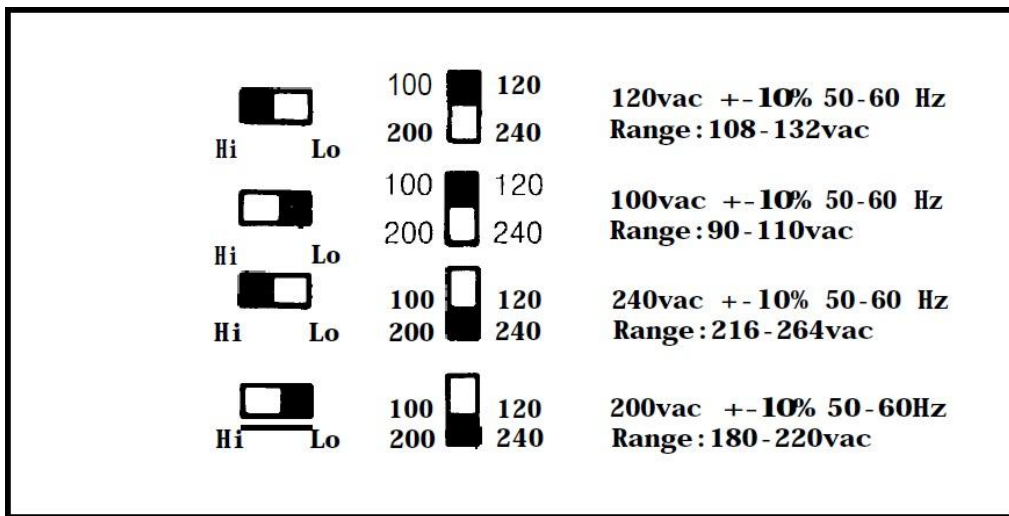 100 120
200 240
Hi Lo
120vac +-10% 50-60 Hz
Range:108-132vac
100 120
200 240
Hi Lo
100vac +-10% 50-60 Hz
Range:90-110vac
100 120
200 240
Hi Lo
240vac +-10% 50-60 Hz
Range:216-264vac
100 120
200 240
Hi Lo
200vac +-10% 50-60Hz
Range:180-220vac